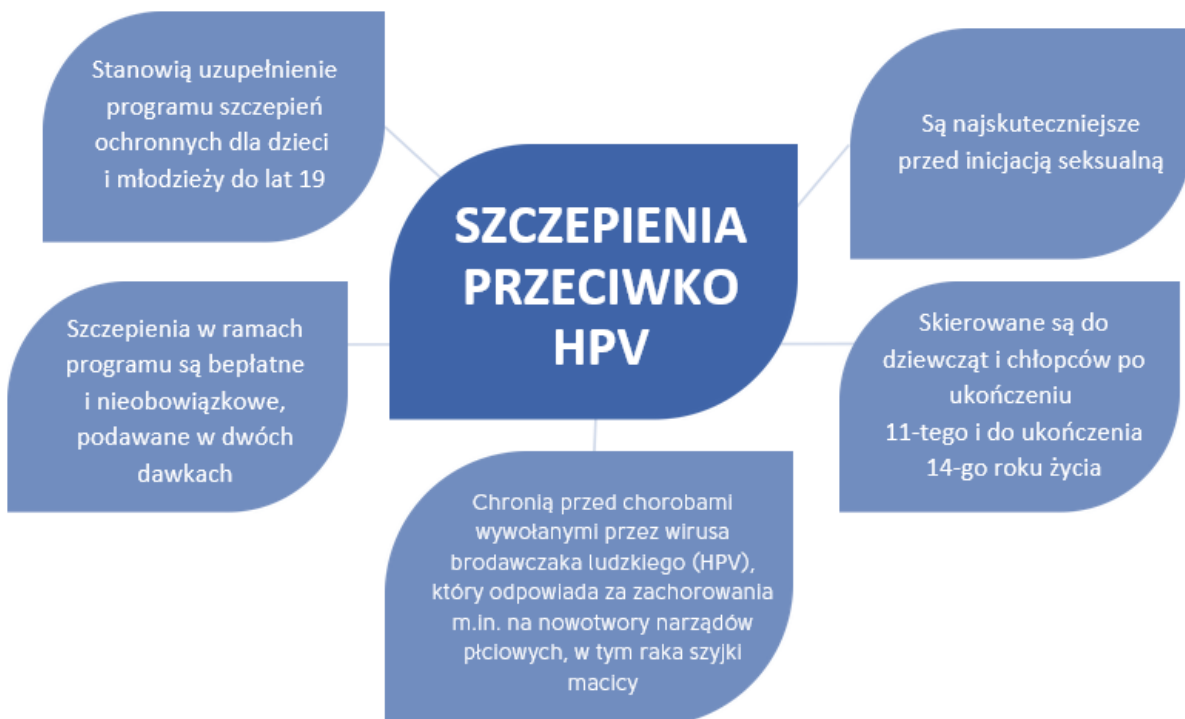 Stanowią uzupełnienie
programu szczepień
ochronnych dla dzieci
i młodzieży do lat 19
Są najskuteczniejsze
przed inicjacją seksualną
SZCZEPIENIA
PRZECIWKO
HPV
Szczepienia w ramach
programu są bepłatne
i nieobowiązkowe,
podawane w dwóch
dawkach
Skierowane są do
dziewcząt i chłopców po
ukończeniu
11-tego i do ukończenia
14-go roku życia
Chronią przed chorobami
wywołanymi przez wirusa
brodawczaka ludzkiego (HPV),
który odpowiada za zachorowania
m.in. na nowotwory narządów
płciowych, w tym raka szyjki
macicy